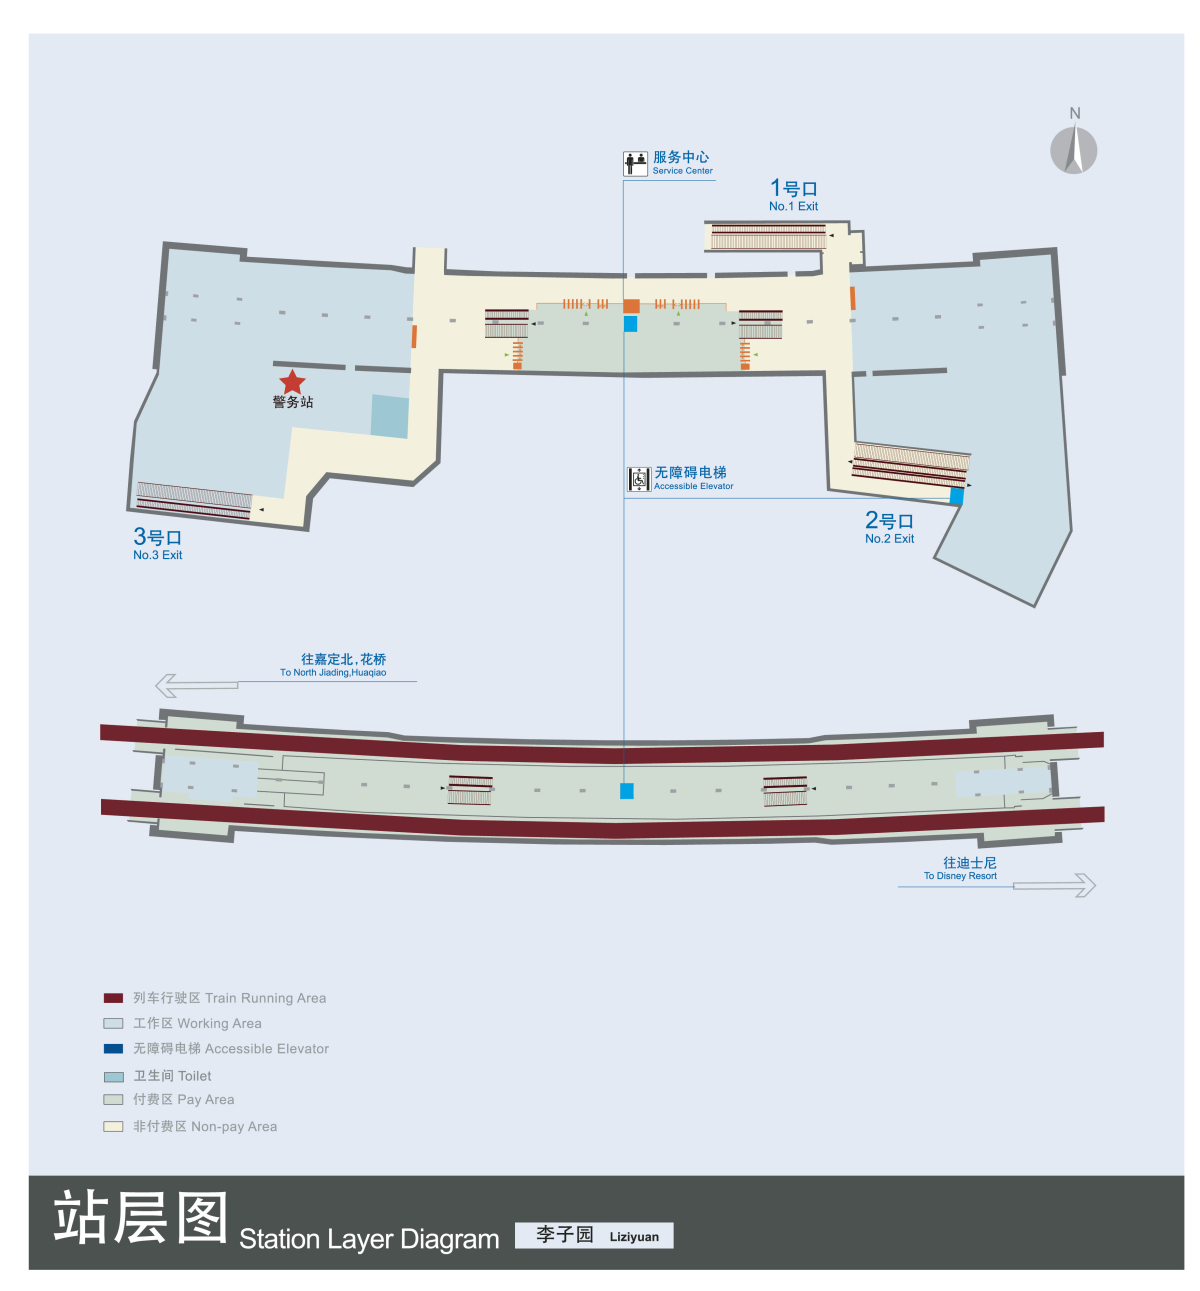 N
服务中心
Service Center
1号口
No.1 Exit
警务站
无障碍电梯
Accessible Elevator
2号口
No.2 Exit
3号口
No.3 Exit
往嘉定北,花桥
To North Jiading,Huaqiao
往迪士尼
To Disney Resort
列车行驶区 Train Running Area
工作区 Working Area
无障碍电梯 Accessible Elevator
卫生间 Toilet
付费区 Pay Area
非付费区 Non-pay Area
站层图 Station Layer Diagram 李子园 Liziyuan